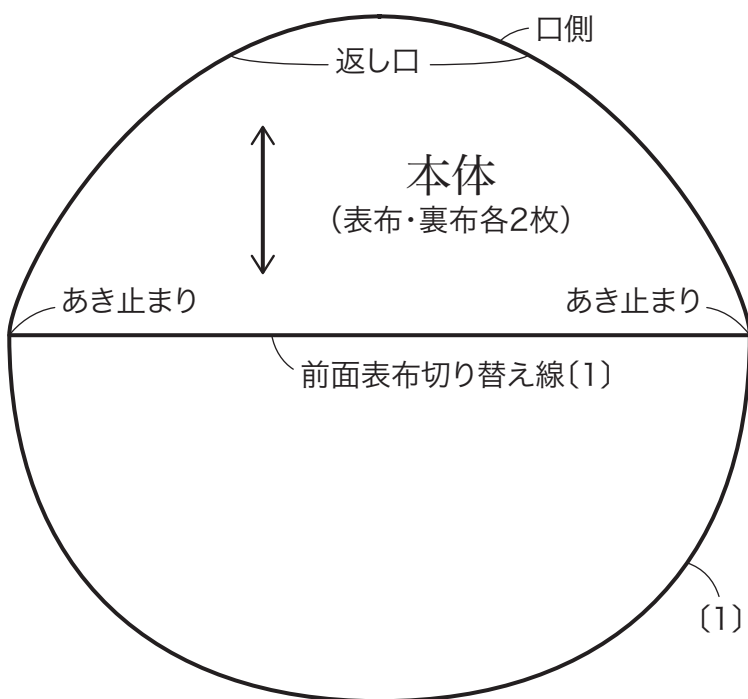 口側
返し口
本体
（表布・裏布各2枚）
あき止まり
あき止まり
前面表布切り替え線〔1〕
〔1〕